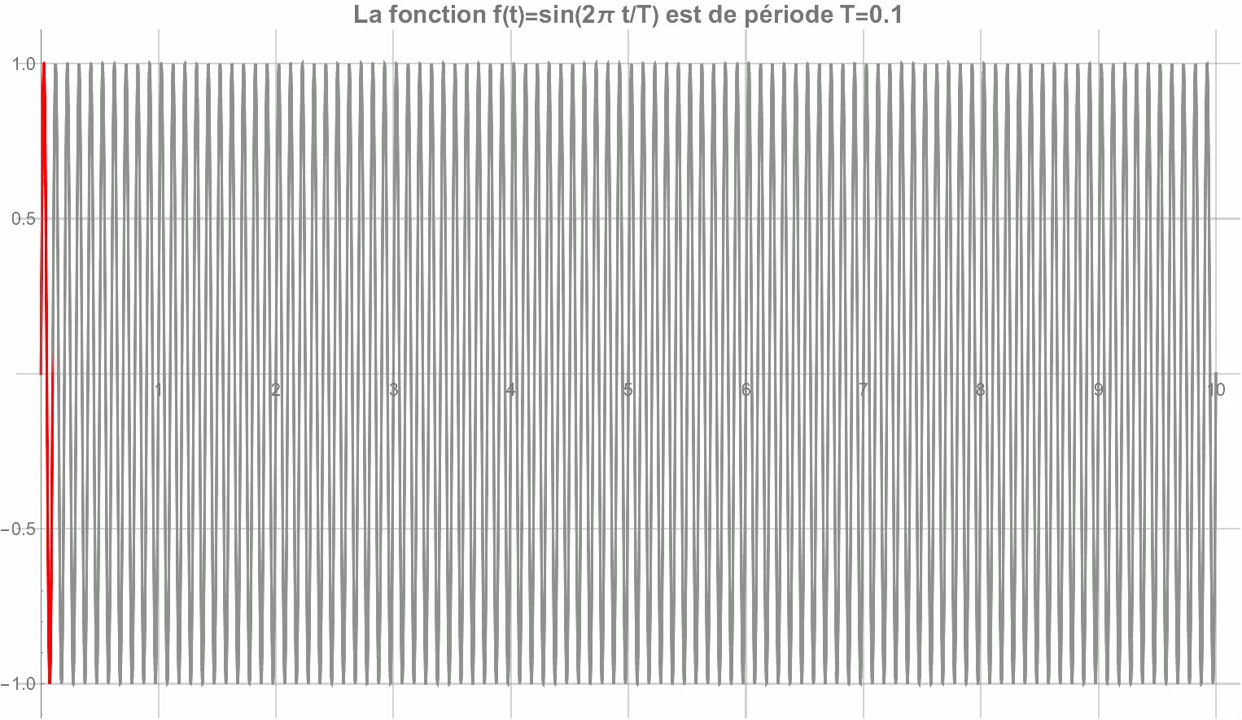 La fonction f(t)=sin(2π t/T) est de période T=0.1
1.0
0.5
1 2 3 4 5 6 7 8 9 10
−0.5
−1.0